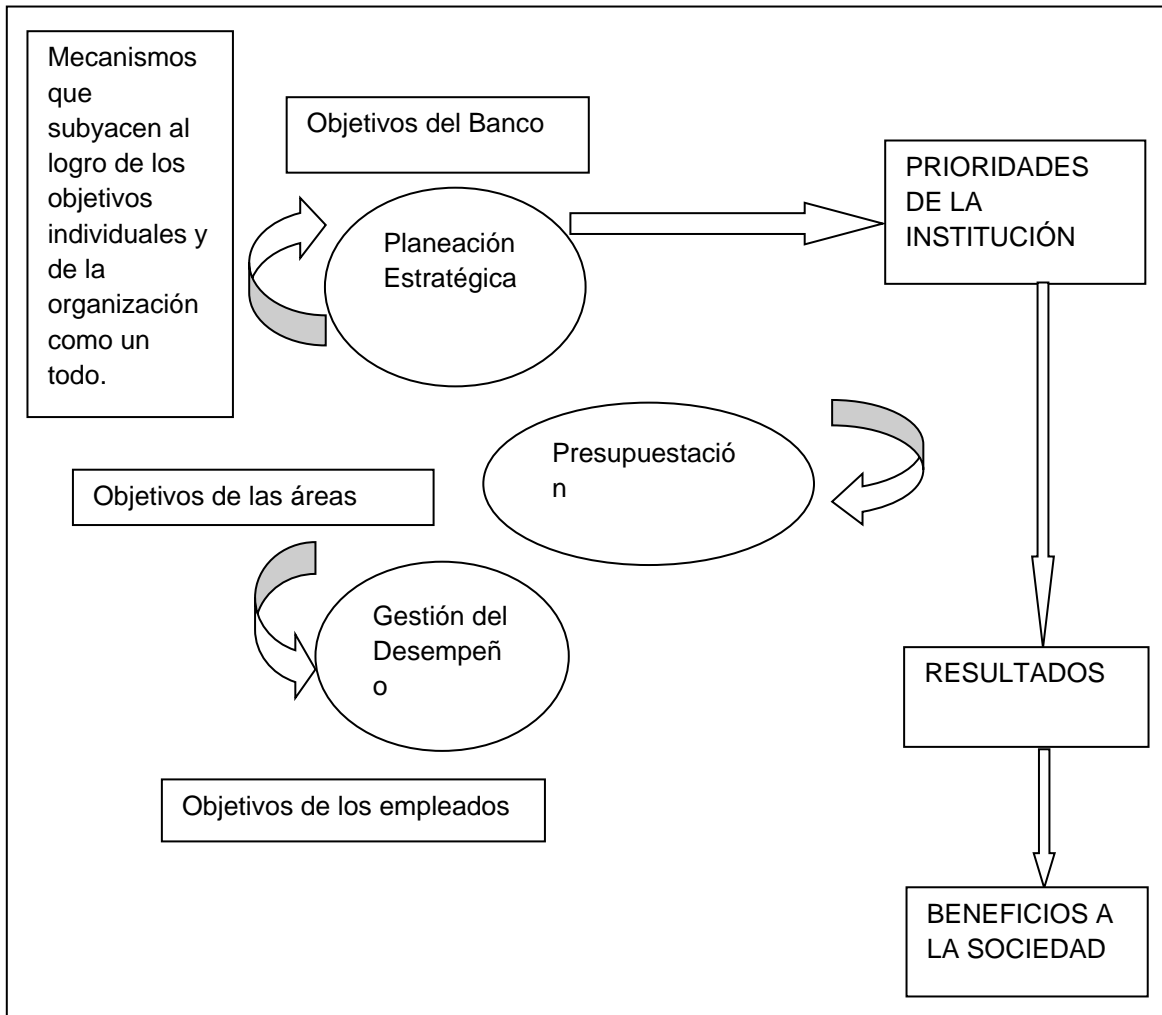 Mecanismos
que
subyacen al
logro de los
objetivos
individuales y
de la
organización
como un
todo.
Objetivos del Banco
Planeación
Estratégica
PRIORIDADES
DE LA
INSTITUCIÓN
Presupuestació
n
Objetivos de las áreas
Gestión del
Desempeñ
o
Objetivos de los empleados
RESULTADOS
BENEFICIOS A
LA SOCIEDAD